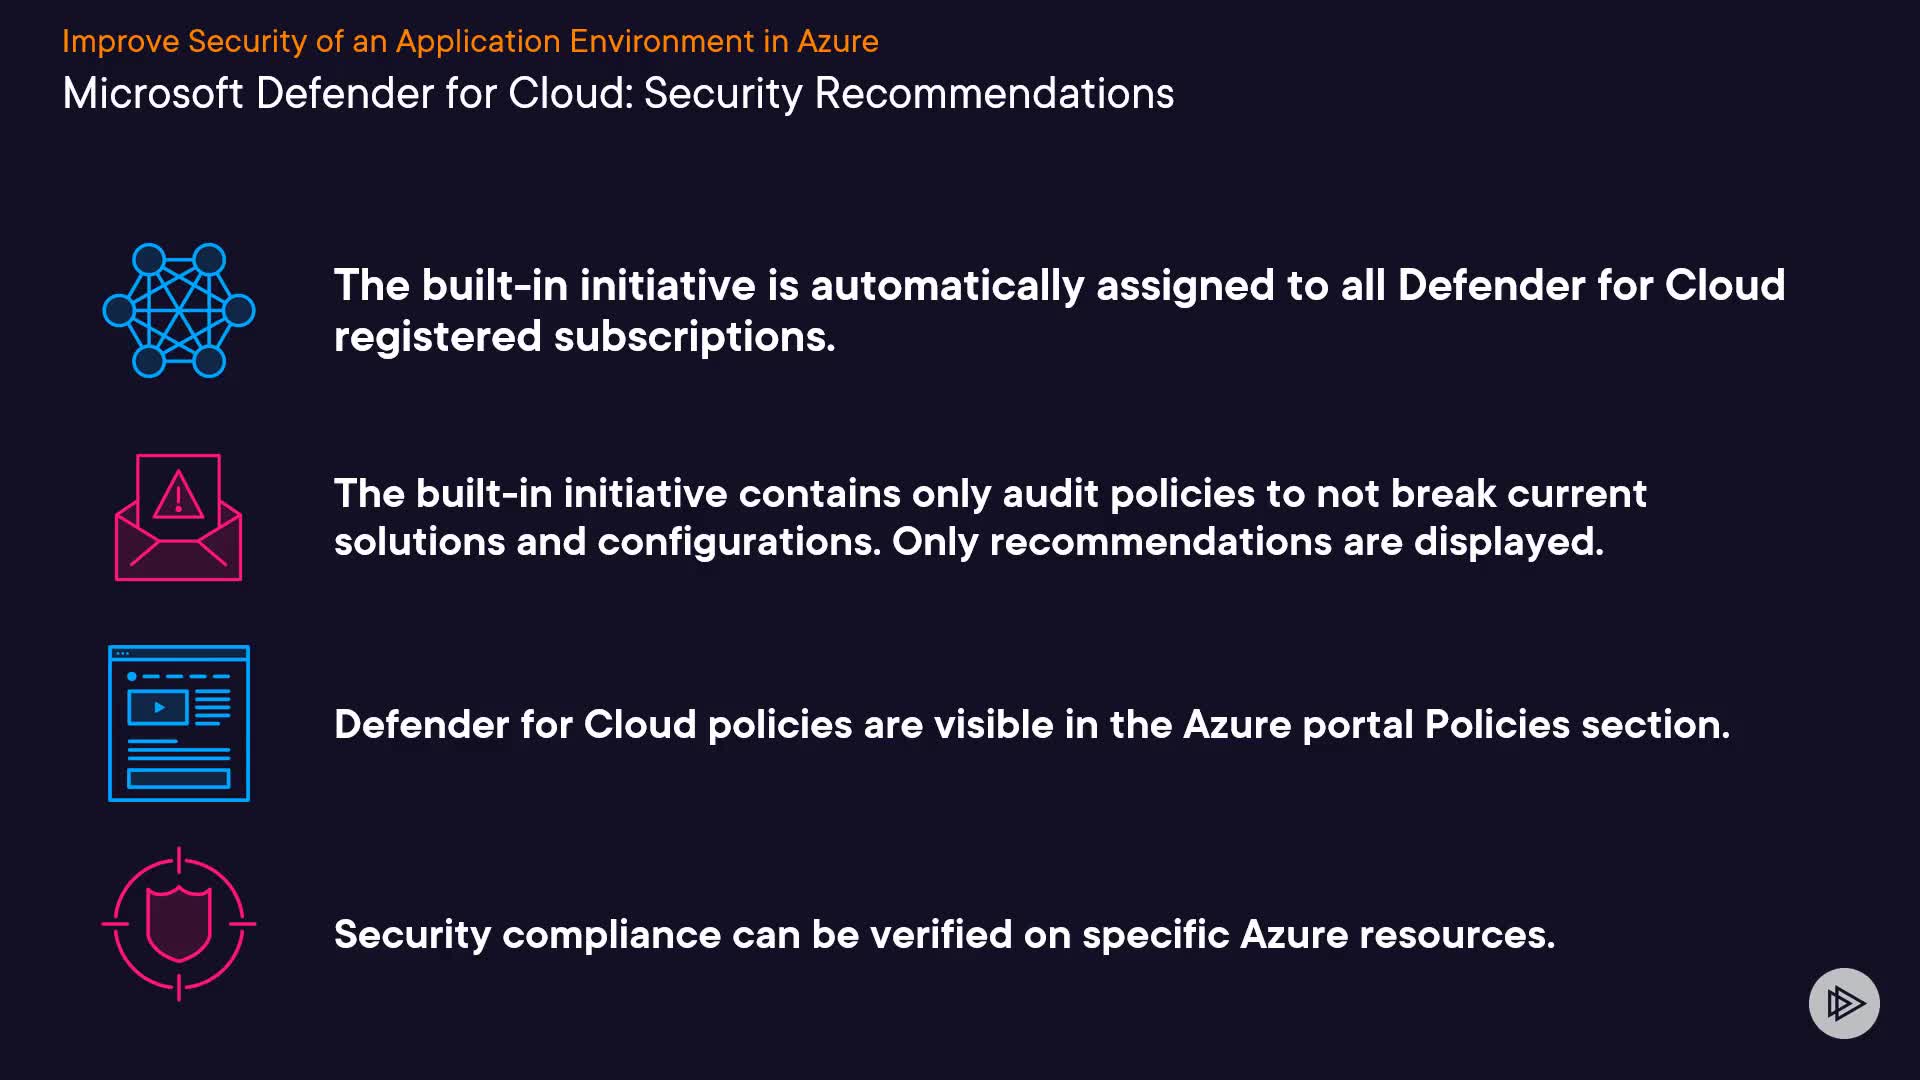 Improve Security of an Application Environment in Azure
Microsoft Defender for Cloud: Security Recommendations
The built-in initiative is automatically assigned to all Defender for Cloud
registered subscriptions.
The built-in initiative contains only audit policies to not break current
solutions and configurations. Only recommendations are displayed.
Defender for Cloud policies are visible in the Azure portal Policies section.
Security compliance can be verified on specific Azure resources.